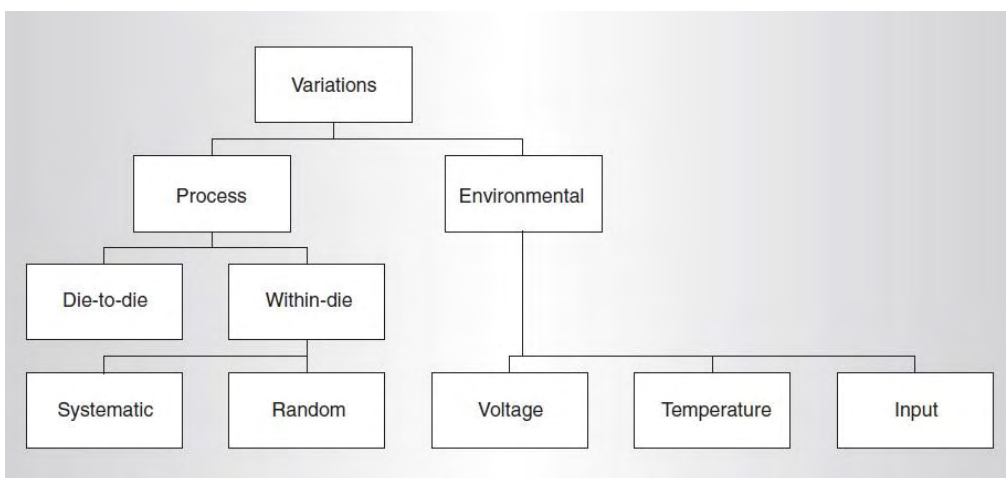 Variations
Process
Environmental
Die-to-die
Within-die
Systematic
Random
Voltage
Temperature
Input